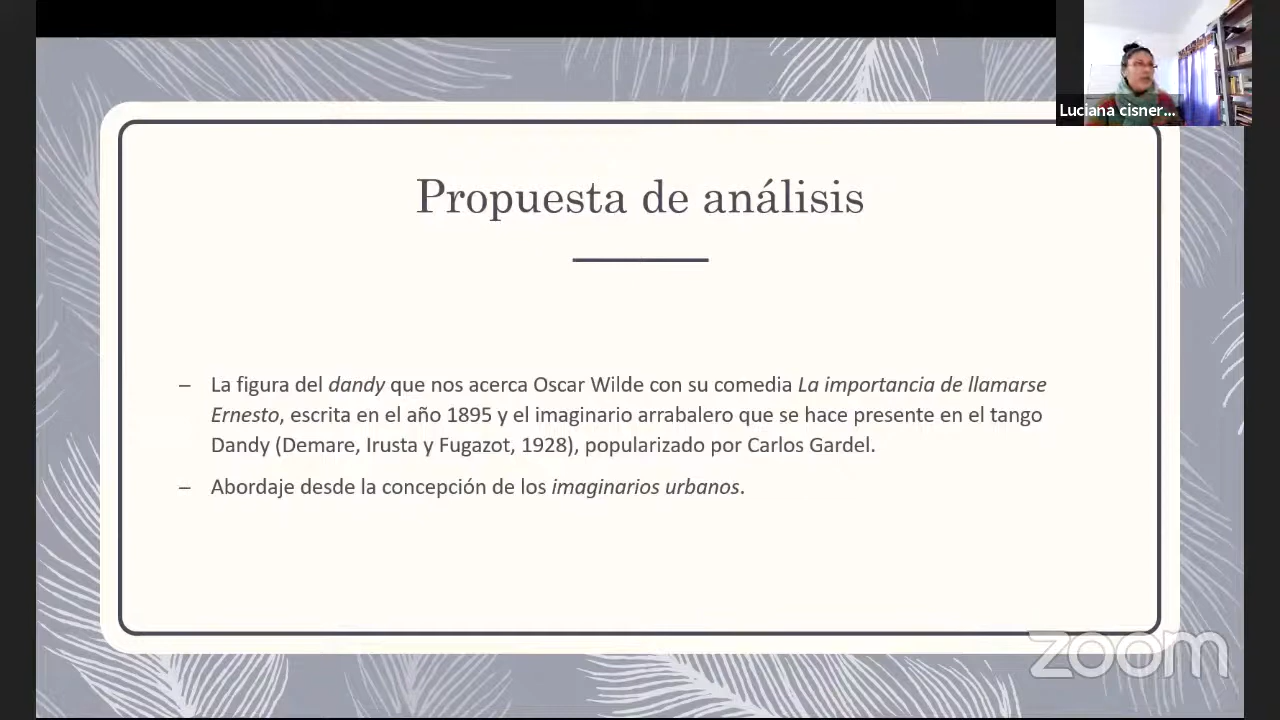 Luciana cisner...
Propuesta de análisis
– La figura del dandy que nos acerca Oscar Wilde con su comedia La importancia de llamarse
Ernesto, escrita en el año 1895 y el imaginario arrabalero que se hace presente en el tango
Dandy (Demare, Irusta y Fugazot, 1928), popularizado por Carlos Gardel.
– Abordaje desde la concepción de los imaginarios urbanos.
zoom